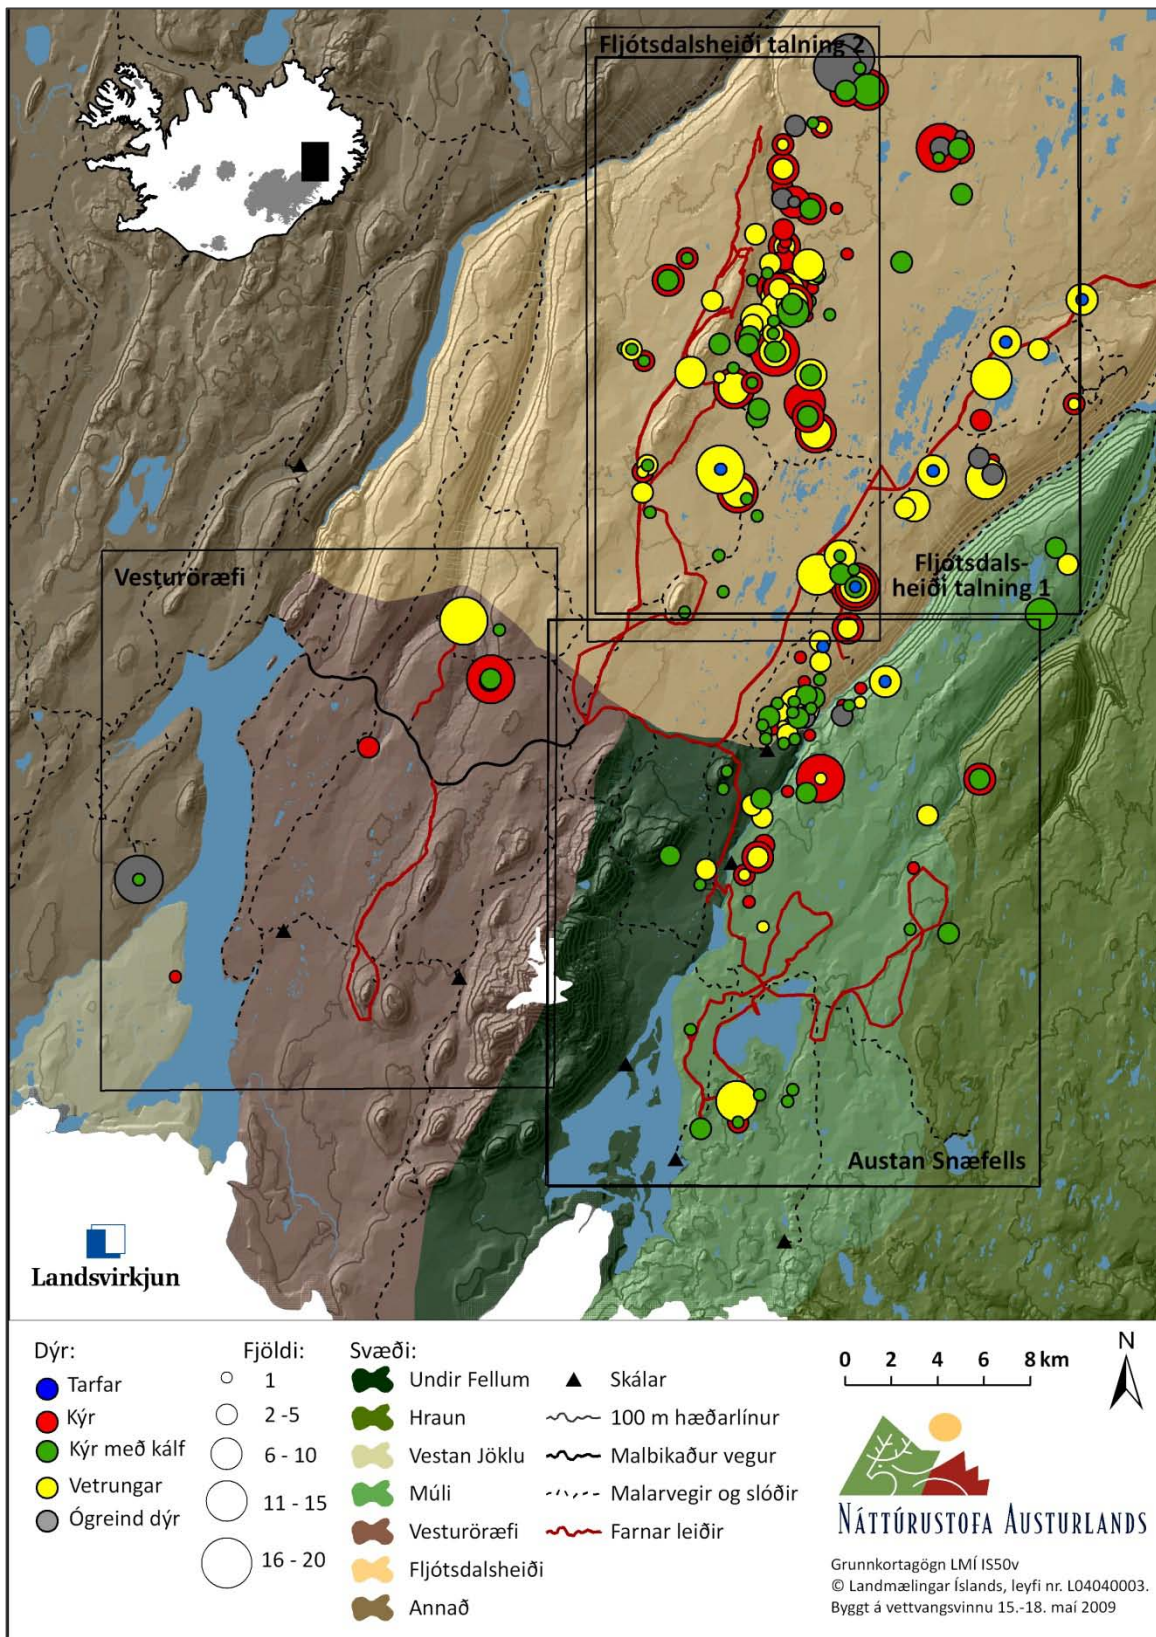 Fljótsdalsheiði talning 2
Vesturöræfi
Fljótsdals-
heiði talning 1
Austan Snæfells
Landsvirkjun
Dýr:
Tarfar
Kýr
Kýr með kálf
Vetrungar
Ógreind dýr
Fjöldi:
1
2 -5
6 - 10
11 - 15
16 - 20
Svæði:
Undir Fellum
Hraun
Vestan Jöklu
Múli
Vesturöræfi
Fljótsdalsheiði
Annað
Skálar
100 m hæðarlínur
Malbikaður vegur
Malarvegir og slóðir
Farnar leiðir
0 2 4 6 8 km
N
NÁTTÚRUSTOFA AUSTURLANDS
Grunnkortagögn LMÍ IS50v
© Landmælingar Íslands, leyfi nr. L04040003.
Byggt á vettvangsvinnu 15.-18. maí 2009